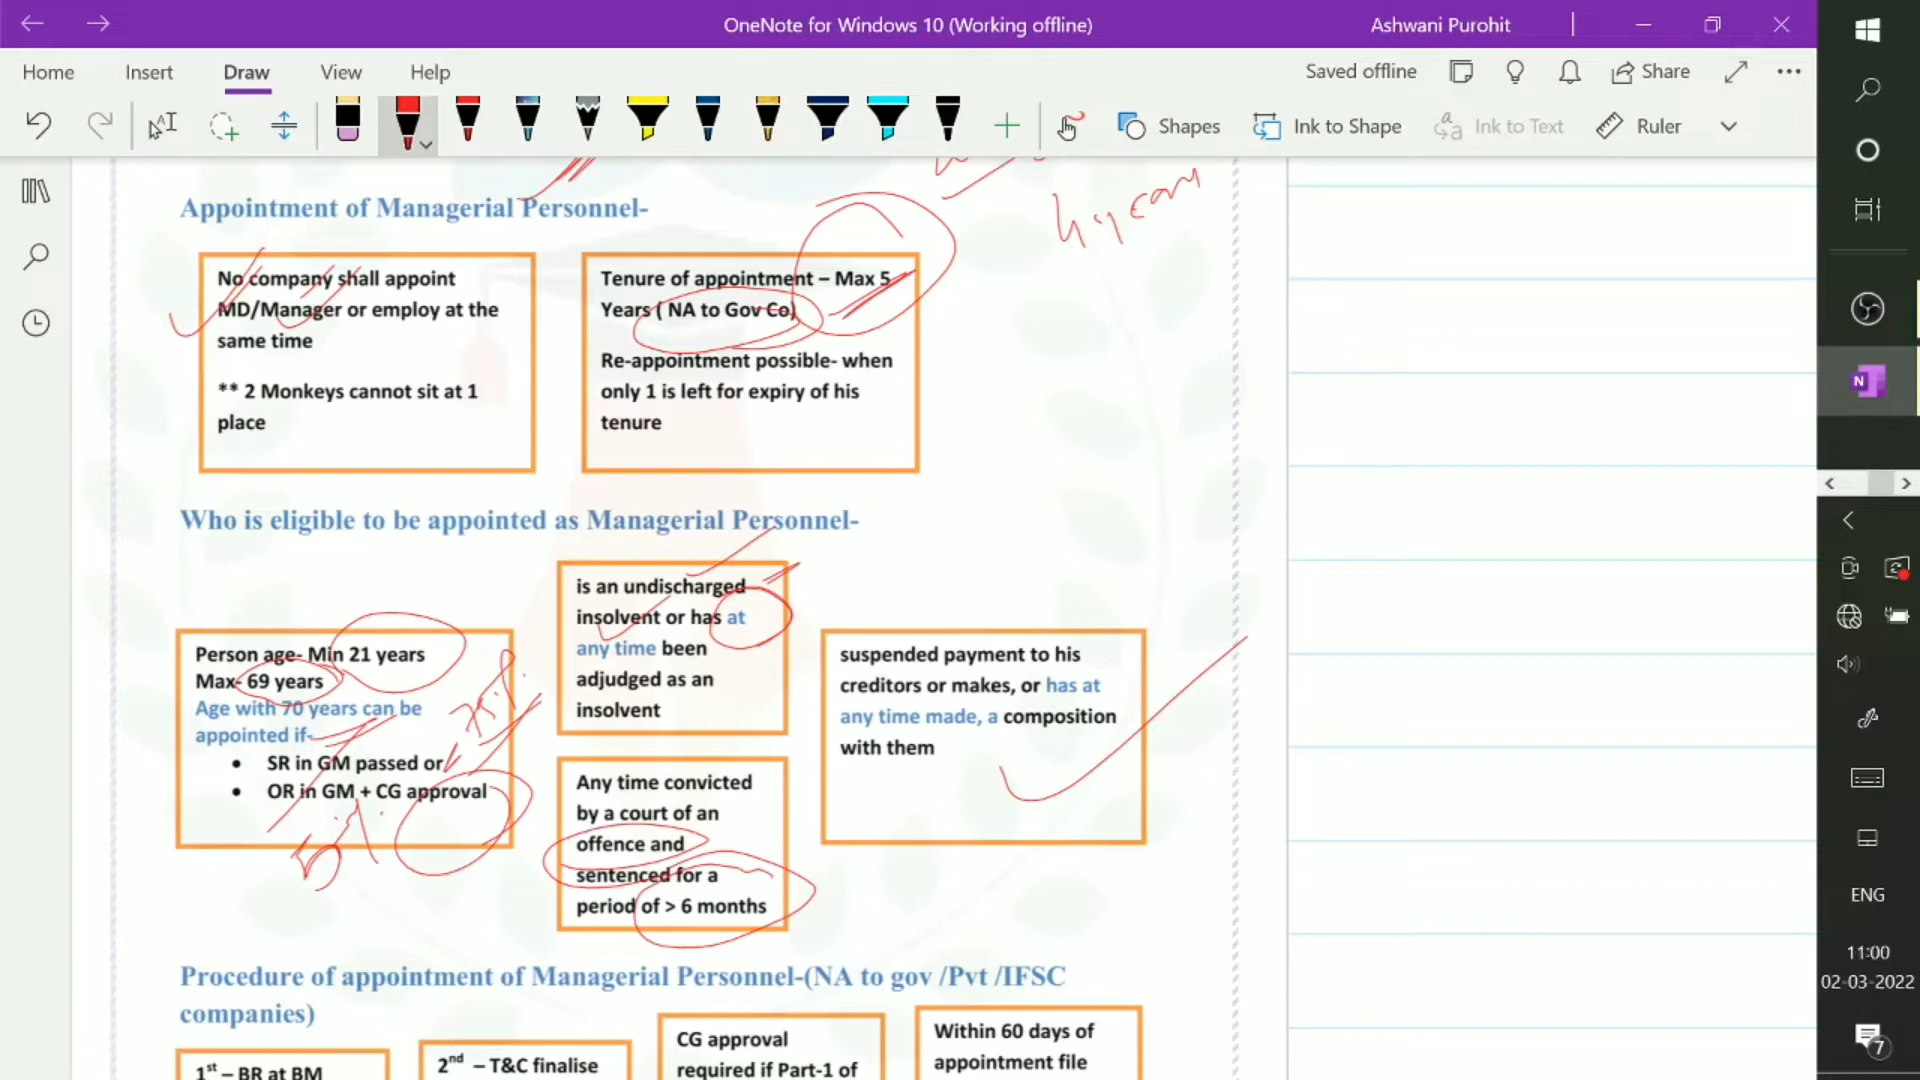 OneNote for Windows 10 (Working offline)
Ashwani Purohit
Home Insert Draw View Help
Saved offline
Share
Shapes
Ink to Shape
Ink to Text
Ruler
4 years
Appointment of Managerial Personnel-
No company shall appoint
MD/Manager or employ at the
same time
** 2 Monkeys cannot sit at 1
place
Tenure of appointment – Max 5
Years ( NA to Gov Co)
Re-appointment possible- when
only 1 is left for expiry of his
tenure
Who is eligible to be appointed as Managerial Personnel-
Person age- Min 21 years
Max- 69 years
Age with 70 years can be
appointed if-
• SR in GM passed or
• OR in GM + CG approval
75%
51%
is an undischarged
insolvent or has at
any time been
adjudged as an
insolvent
Any time convicted
by a court of an
offence and
sentenced for a
period of > 6 months
suspended payment to his
creditors or makes, or has at
any time made, a composition
with them
Procedure of appointment of Managerial Personnel-(NA to gov /Pvt /IFSC
companies)
1st – BR at BM
2nd – T&C finalise
CG approval
required if Part-1 of
Within 60 days of
appointment file
ENG
11:00
02-03-2022
7